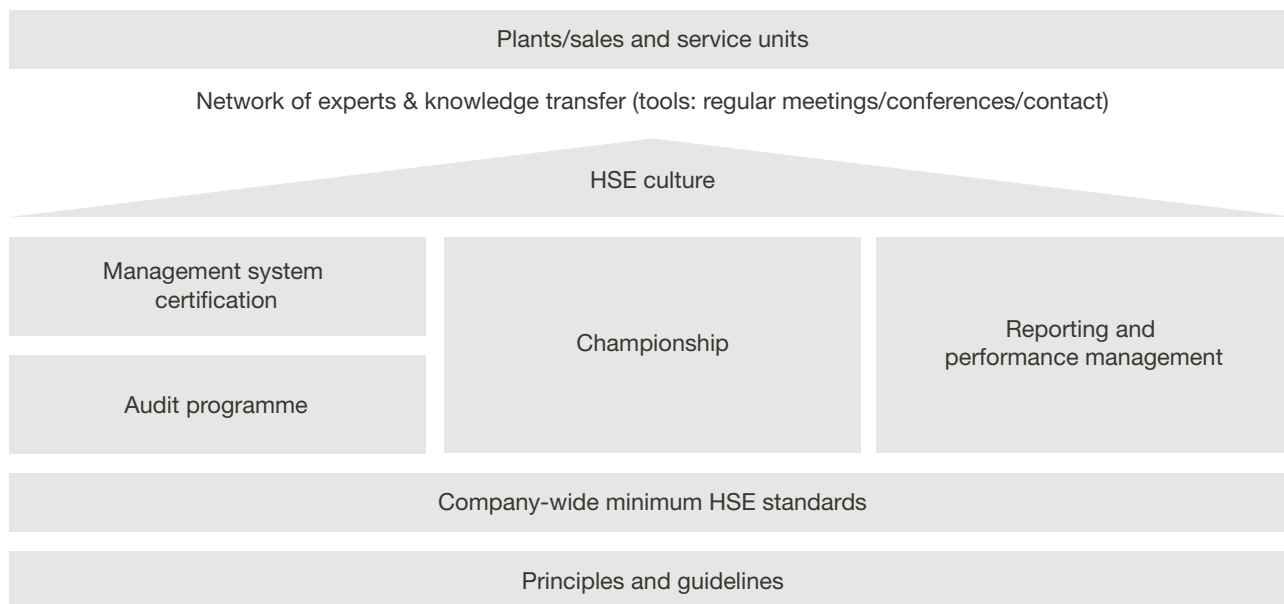 Plants/sales and service units
Network of experts & knowledge transfer (tools: regular meetings/conferences/contact)
HSE culture
Management system
certification
Audit programme
Championship
Reporting and
performance management
Company-wide minimum HSE standards
Principles and guidelines